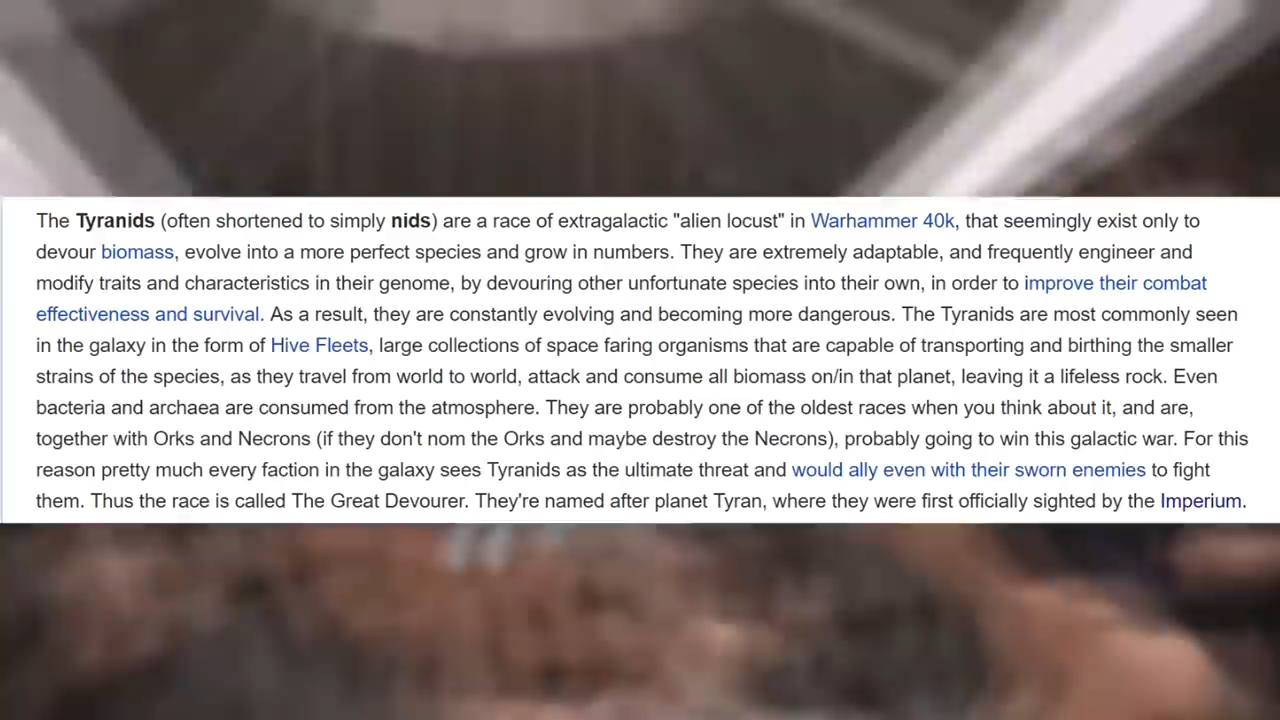 The Tyranids (often shortened to simply nids) are a race of extragalactic "alien locust" in Warhammer 40k, that seemingly exist only to
devour biomass, evolve into a more perfect species and grow in numbers. They are extremely adaptable, and frequently engineer and
modify traits and characteristics in their genome, by devouring other unfortunate species into their own, in order to improve their combat
effectiveness and survival. As a result, they are constantly evolving and becoming more dangerous. The Tyranids are most commonly seen
in the galaxy in the form of Hive Fleets, large collections of space faring organisms that are capable of transporting and birthing the smaller
strains of the species, as they travel from world to world, attack and consume all biomass on/in that planet, leaving it a lifeless rock. Even
bacteria and archaea are consumed from the atmosphere. They are probably one of the oldest races when you think about it, and are,
together with Orks and Necrons (if they don't nom the Orks and maybe destroy the Necrons), probably going to win this galactic war. For this
reason pretty much every faction in the galaxy sees Tyranids as the ultimate threat and would ally even with their sworn enemies to fight
them. Thus the race is called The Great Devourer. They're named after planet Tyran, where they were first officially sighted by the Imperium.